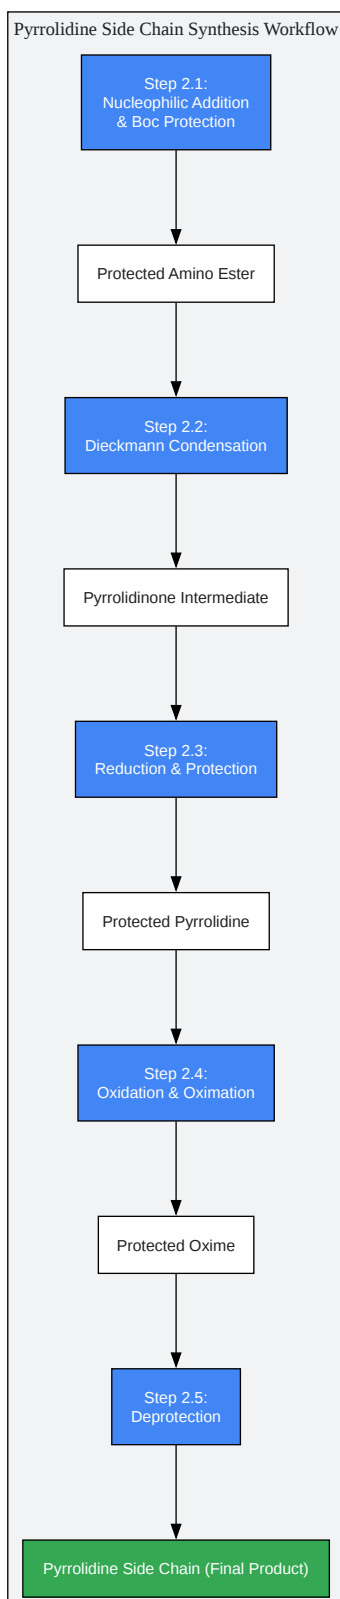 Pyrrolidine Side Chain Synthesis Workflow
Step 2.1:
Nucleophilic Addition
& Boc Protection
Protected Amino Ester
Step 2.2:
Dieckmann Condensation
Pyrrolidinone Intermediate
Step 2.3:
Reduction & Protection
Protected Pyrrolidine
Step 2.4:
Oxidation & Oximation
Protected Oxime
Step 2.5:
Deprotection
Pyrrolidine Side Chain (Final Product)